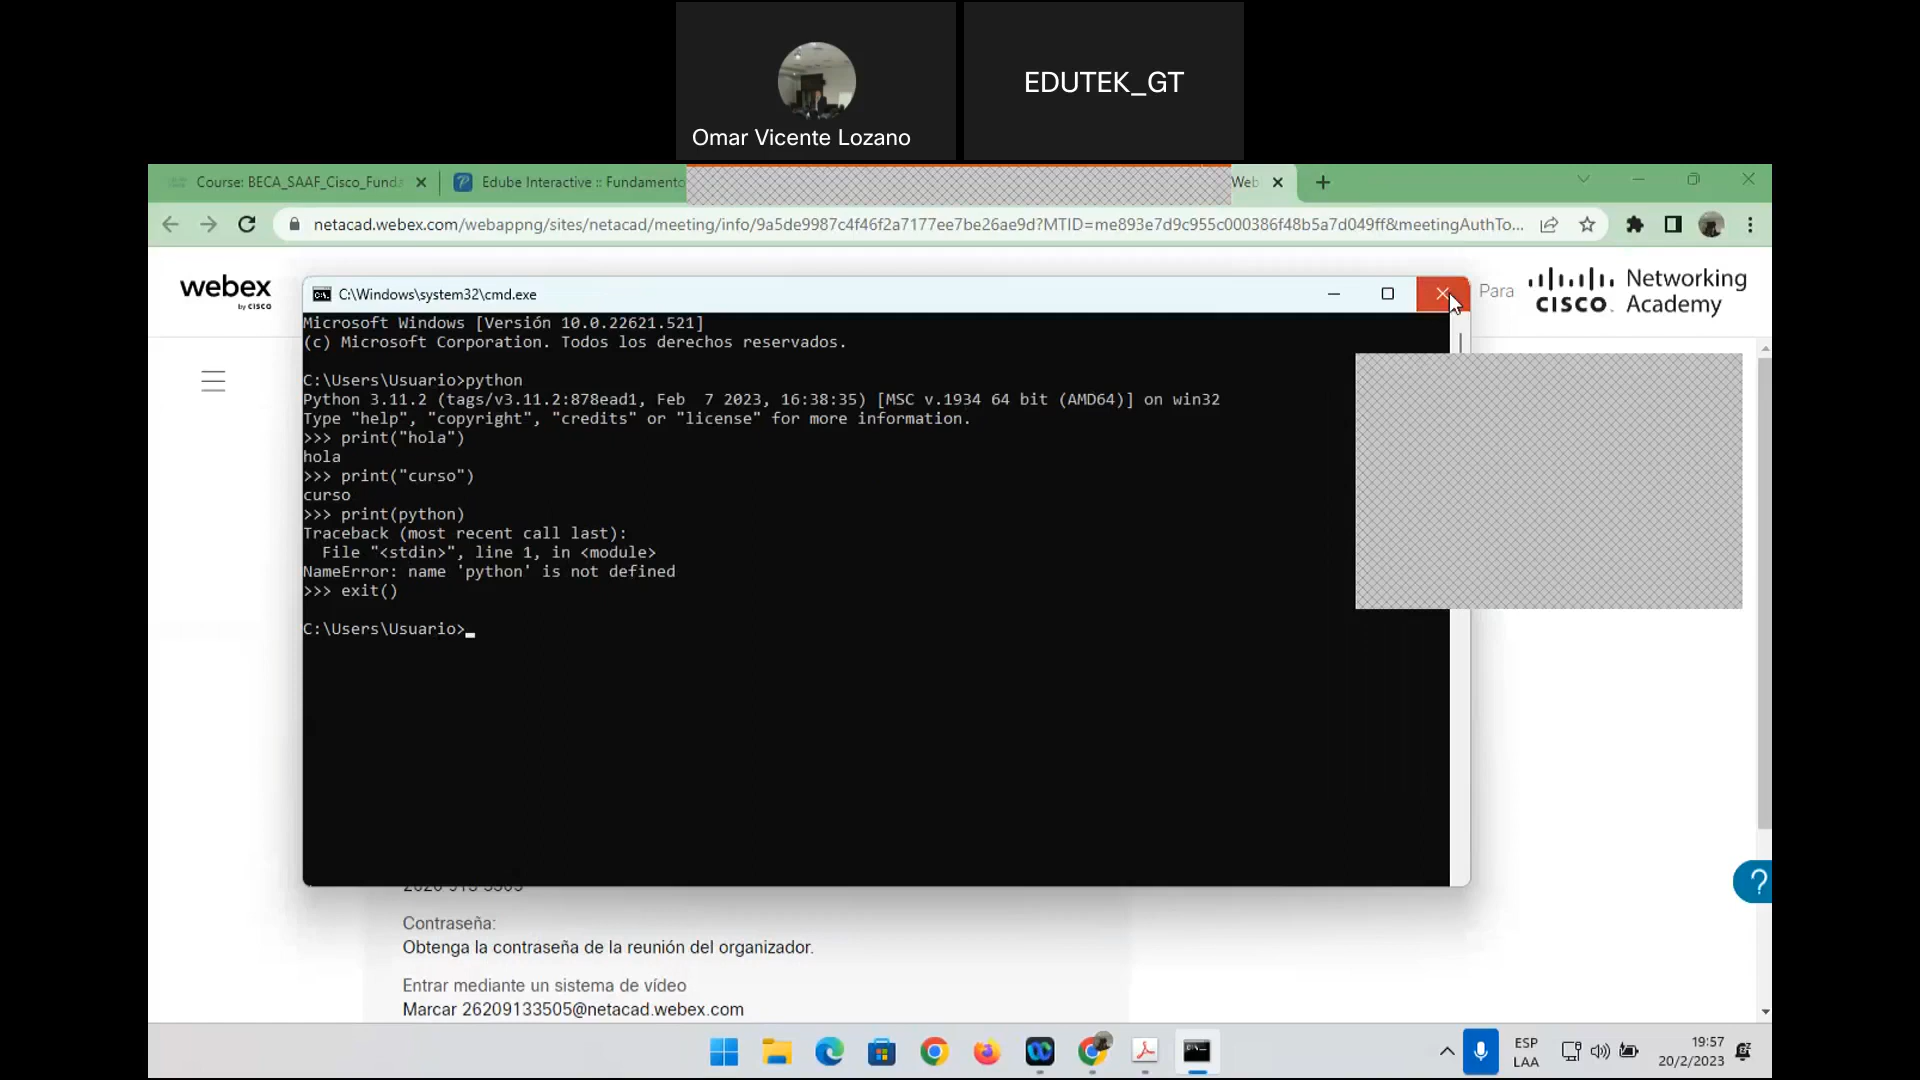 EDUTEK_GT
Omar Vicente Lozano
Course: BECA_SAAF_Cisco_Funda
Edube Interactive :: Fundamento
Web
netacad.webex.com/webappng/sites/netacad/meeting/info/9a5de9987c4f46f2a7177ee7be26ae9d?MTID=me893e7d9c955c000386f48b5a7d049ff&meetingAuthTo...
webex
by CISCO
Para
CISCO
Networking
Academy
C:\Windows\system32\cmd.exe
Microsoft Windows [Versión 10.0.22621.521]
(c) Microsoft Corporation. Todos los derechos reservados.
C:\Users\Usuario>python
Python 3.11.2 (tags/v3.11.2:878ead1, Feb  7 2023, 16:38:35) [MSC v.1934 64 bit (AMD64)] on win32
Type "help", "copyright", "credits" or "license" for more information.
>>> print("hola")
hola
>>> print("curso")
curso
>>> print(python)
Traceback (most recent call last):
  File "<stdin>", line 1, in <module>
NameError: name 'python' is not defined
>>> exit()
C:\Users\Usuario>
Contraseña:
Obtenga la contraseña de la reunión del organizador.
Entrar mediante un sistema de vídeo
Marcar 26209133505@netacad.webex.com
ESP
LAA
19:57
20/2/2023